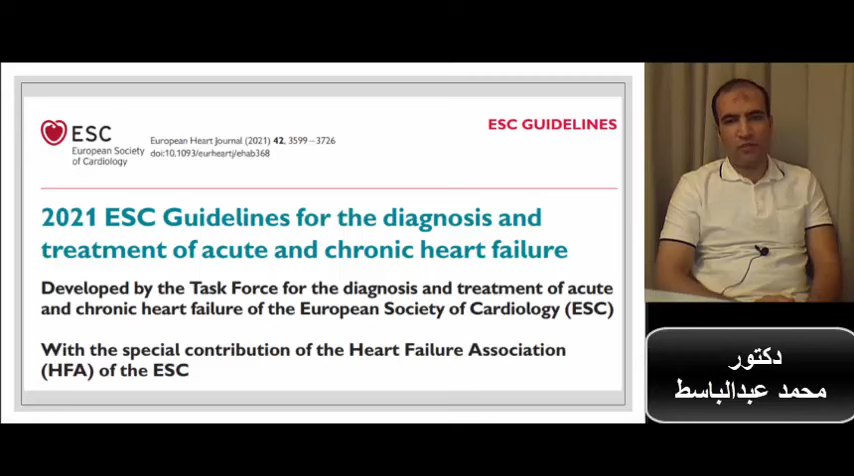 ESC
European Society
of Cardiology
European Heart Journal (2021) 42, 3599–3726
doi:10.1093/eurheartj/ehab368
ESC GUIDELINES
2021 ESC Guidelines for the diagnosis and
treatment of acute and chronic heart failure
Developed by the Task Force for the diagnosis and treatment of acute
and chronic heart failure of the European Society of Cardiology (ESC)
With the special contribution of the Heart Failure Association
(HFA) of the ESC
دكتور
محمد عبدالباسط